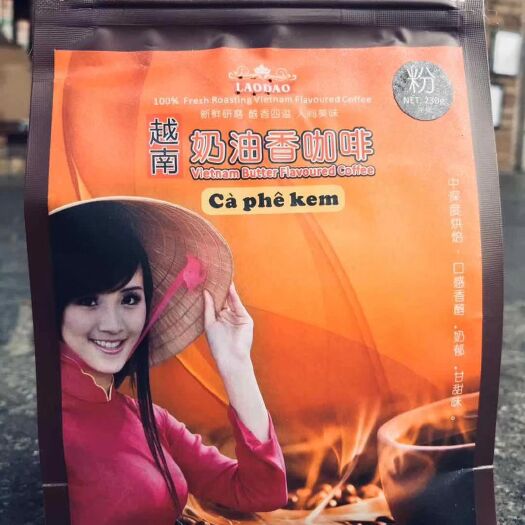 LAODAO
100% Fresh Roasting Vietnam Flavoured Coffee
新鲜研磨 醇香四溢 入口美味
粉
NET: 230g
越南
奶油香咖啡
Vietnam Butter Flavoured Coffee
Cà phê kem
中深度烘焙,口感香醇,奶郁,甘甜味。